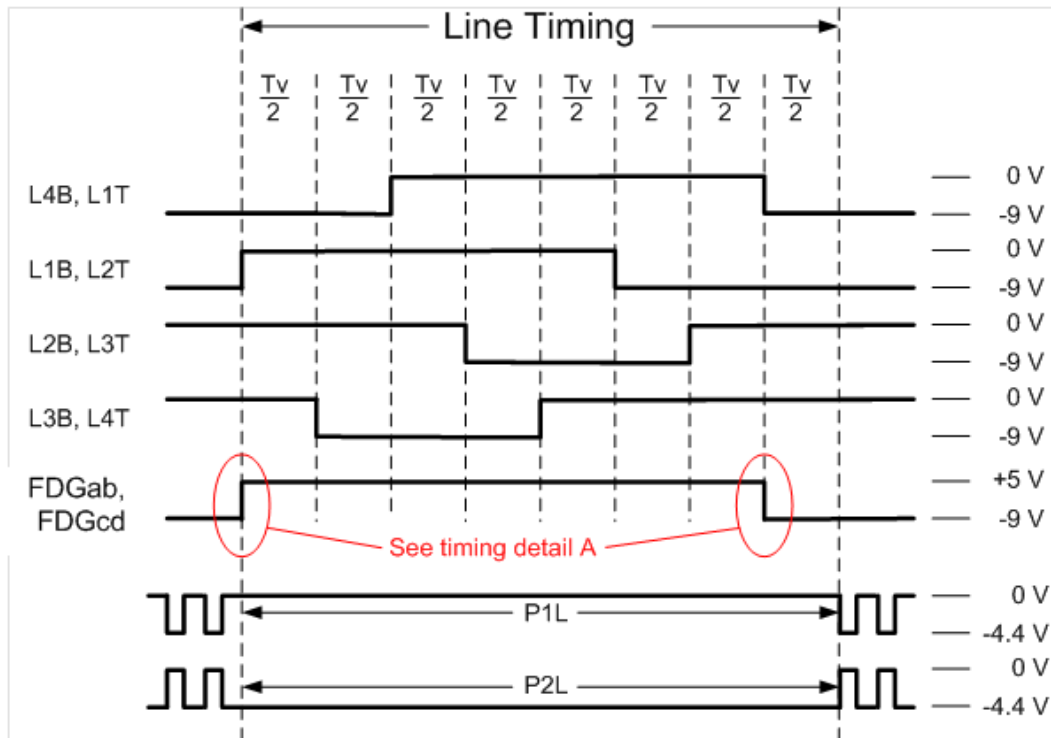 Line Timing
Tv Tv Tv Tv Tv Tv Tv Tv
2 2 2 2 2 2 2 2
L4B, L1T
0 V
-9 V
L1B, L2T
0 V
-9 V
L2B, L3T
0 V
-9 V
L3B, L4T
0 V
-9 V
FDGab,
FDGcd
+5 V
-9 V
See timing detail A
P1L
0 V
-4.4 V
P2L
0 V
-4.4 V